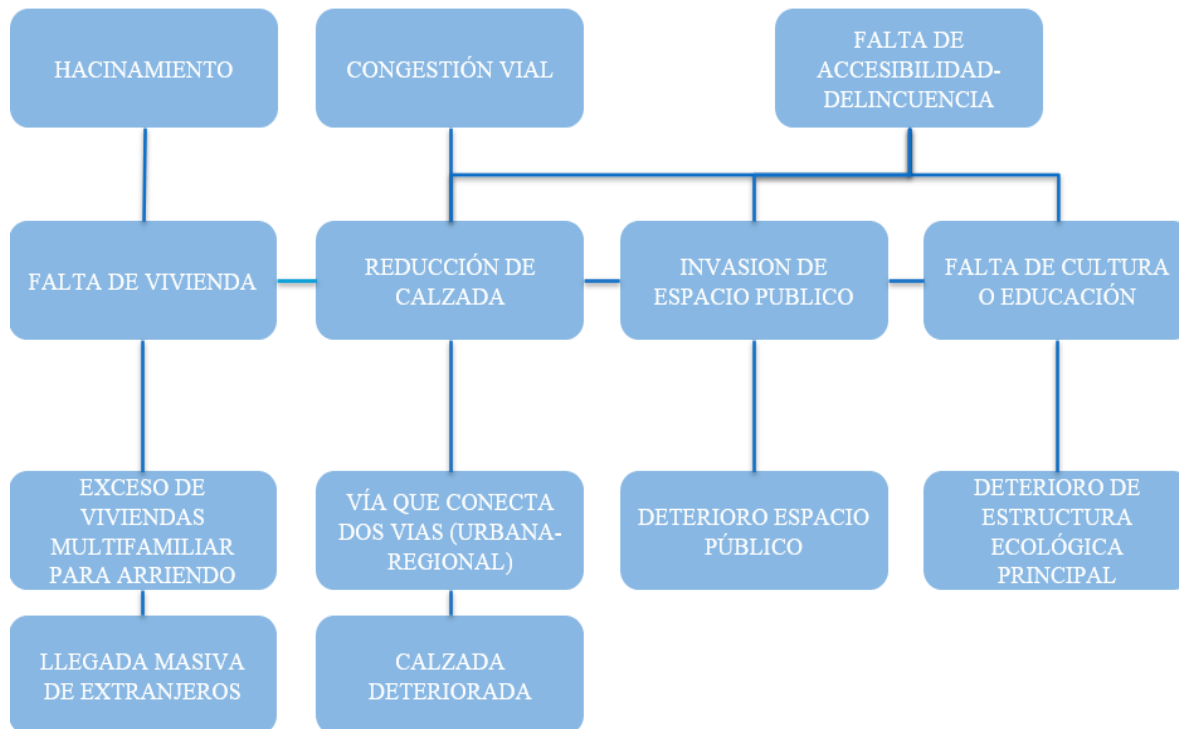 HACINAMIENTO
CONGESTIÓN VIAL
FALTA DE
ACCESIBILIDAD-
DELINCUENCIA
FALTA DE VIVIENDA
REDUCCIÓN DE
CALZADA
INVASION DE
ESPACIO PUBLICO
FALTA DE CULTURA
O EDUCACIÓN
EXCESO DE
VIVIENDAS
MULTIFAMILIAR
PARA ARRIENDO
VÍA QUE CONECTA
DOS VIAS (URBANA-
REGIONAL)
DETERIORO ESPACIO
PÚBLICO
DETERIORO DE
ESTRUCTURA
ECOLÓGICA
PRINCIPAL
LLEGADA MASIVA
DE EXTRANJEROS
CALZADA
DETERIORADA